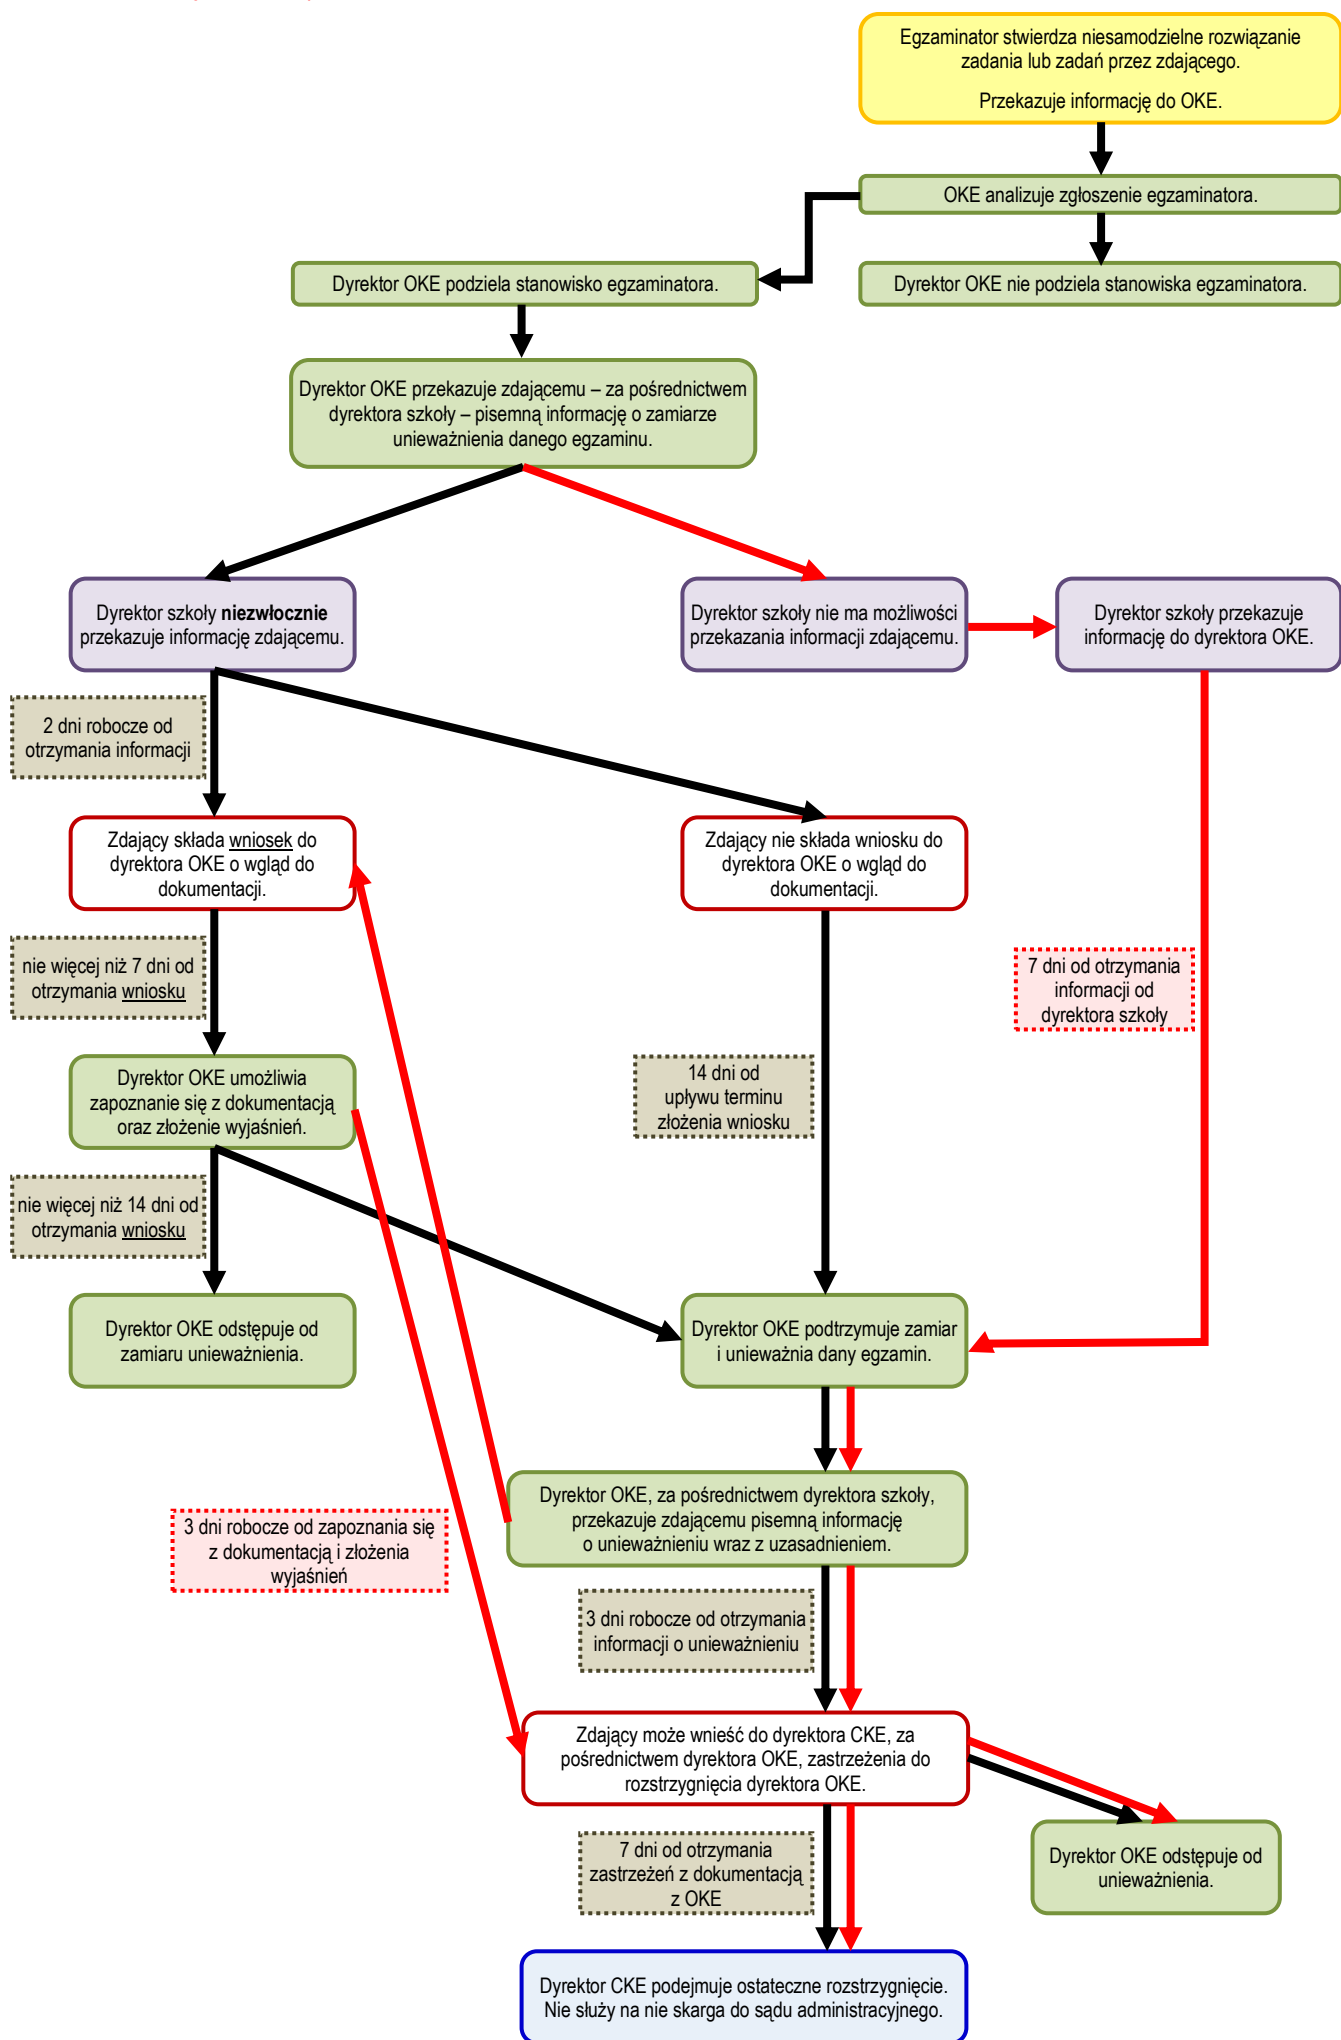 Egzaminator stwierdza niesamodzielne rozwiązanie
zadania lub zadań przez zdającego.
Przekazuje informację do OKE.
OKE analizuje zgłoszenie egzaminatora.
Dyrektor OKE podziela stanowisko egzaminatora.
Dyrektor OKE nie podziela stanowiska egzaminatora.
Dyrektor OKE przekazuje zdającemu – za pośrednictwem
dyrektora szkoły – pisemną informację o zamiarze
unieważnienia danego egzaminu.
Dyrektor szkoły niezwłocznie
przekazuje informację zdającemu.
Dyrektor szkoły nie ma możliwości
przekazania informacji zdającemu.
Dyrektor szkoły przekazuje
informację do dyrektora OKE.
2 dni robocze od
otrzymania informacji
Zdający składa wniosek do
dyrektora OKE o wgląd do
dokumentacji.
Zdający nie składa wniosku do
dyrektora OKE o wgląd do
dokumentacji.
nie więcej niż 7 dni od
otrzymania wniosku
7 dni od otrzymania
informacji od
dyrektora szkoły
Dyrektor OKE umożliwia
zapoznanie się z dokumentacją
oraz złożenie wyjaśnień.
14 dni od
upływu terminu
złożenia wniosku
nie więcej niż 14 dni od
otrzymania wniosku
Dyrektor OKE odstępuje od
zamiaru unieważnienia.
Dyrektor OKE podtrzymuje zamiar
i unieważnia dany egzamin.
Dyrektor OKE, za pośrednictwem dyrektora szkoły,
przekazuje zdającemu pisemną informację
o unieważnieniu wraz z uzasadnieniem.
3 dni robocze od zapoznania się
z dokumentacją i złożenia
wyjaśnień
3 dni robocze od otrzymania
informacji o unieważnieniu
Zdający może wnieść do dyrektora CKE, za
pośrednictwem dyrektora OKE, zastrzeżenia do
rozstrzygnięcia dyrektora OKE.
7 dni od otrzymania
zastrzeżeń z dokumentacją
z OKE
Dyrektor OKE odstępuje od
unieważnienia.
Dyrektor CKE podejmuje ostateczne rozstrzygnięcie.
Nie służy na nie skarga do sądu administracyjnego.